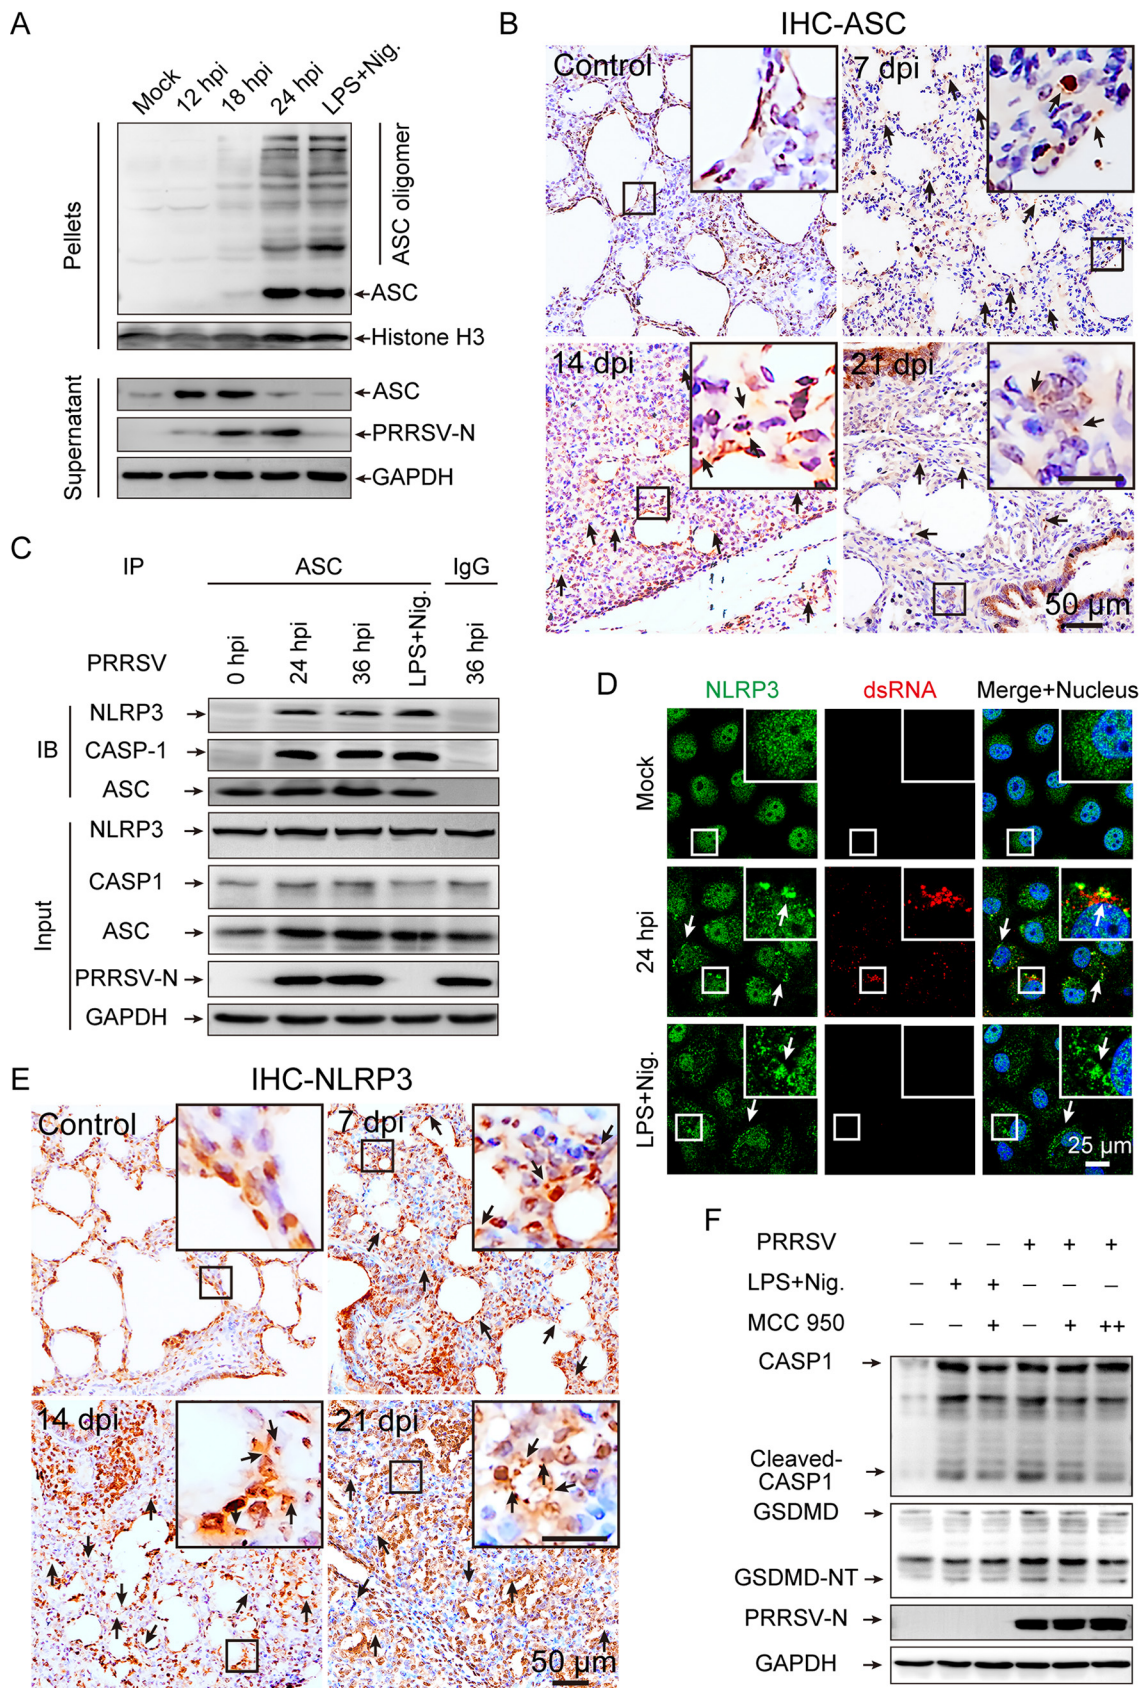 A
Mock
12 hpi
18 hpi
24 hpi
LPS+Nig.
Pellets
ASC oligomer
ASC
Histone H3
Supernatant
ASC
PRRSV-N
GAPDH
B
IHC-ASC
Control
7 dpi
14 dpi
21 dpi
50 μm
C
IP
ASC
IgG
PRRSV
0 hpi
24 hpi
36 hpi
LPS+Nig.
36 hpi
IB
NLRP3
CASP-1
ASC
Input
NLRP3
CASP1
ASC
PRRSV-N
GAPDH
D
NLRP3
dsRNA
Merge+Nucleus
Mock
24 hpi
LPS+Nig.
25 μm
E
IHC-NLRP3
Control
7 dpi
14 dpi
21 dpi
50 μm
F
PRRSV – – – + + +
LPS+Nig. – + + – – –
MCC 950 – – + – + ++
CASP1
Cleaved-
CASP1
GSDMD
GSDMD-NT
PRRSV-N
GAPDH